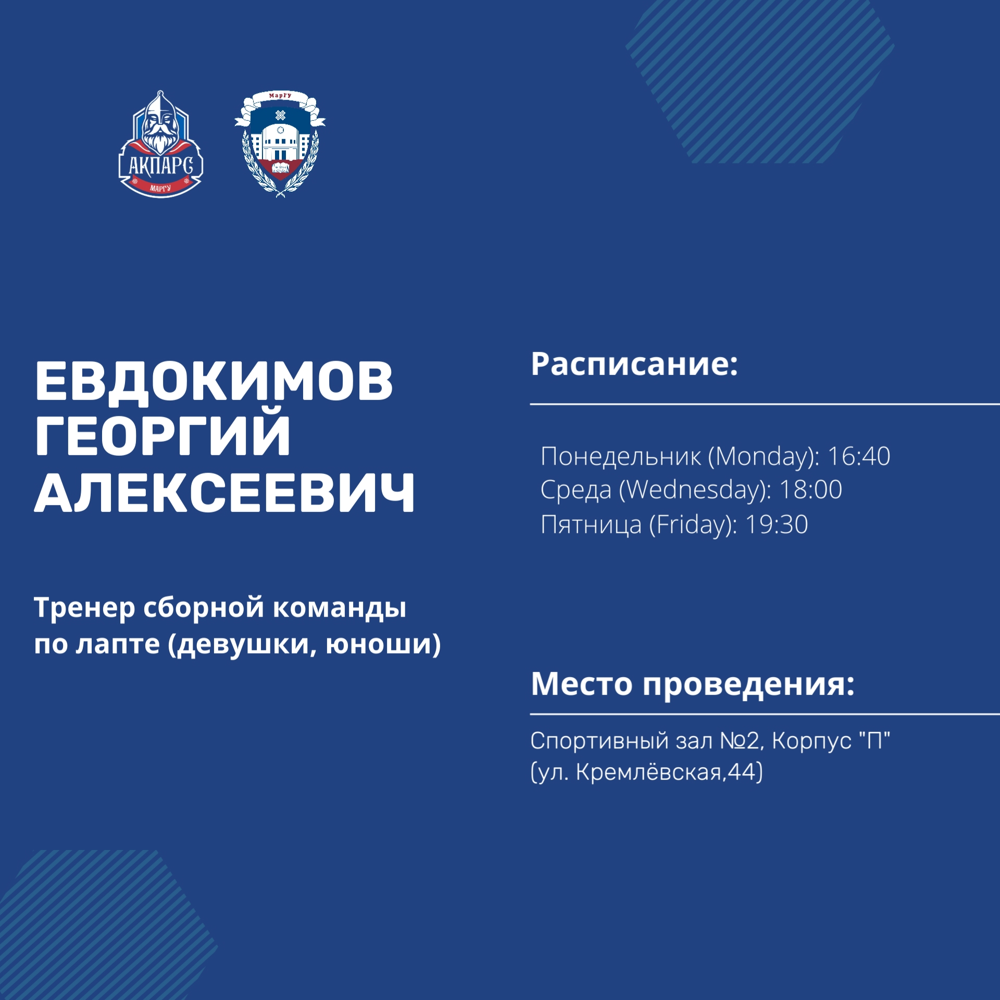 АКПАРС
МАРГУ
МарГУ
ЕВДОКИМОВ
ГЕОРГИЙ
АЛЕКСЕЕВИЧ
Тренер сборной команды
по лапте (девушки, юноши)
Расписание:
Понедельник (Monday): 16:40
Среда (Wednesday): 18:00
Пятница (Friday): 19:30
Место проведения:
Спортивный зал №2, Корпус "П"
(ул. Кремлёвская,44)